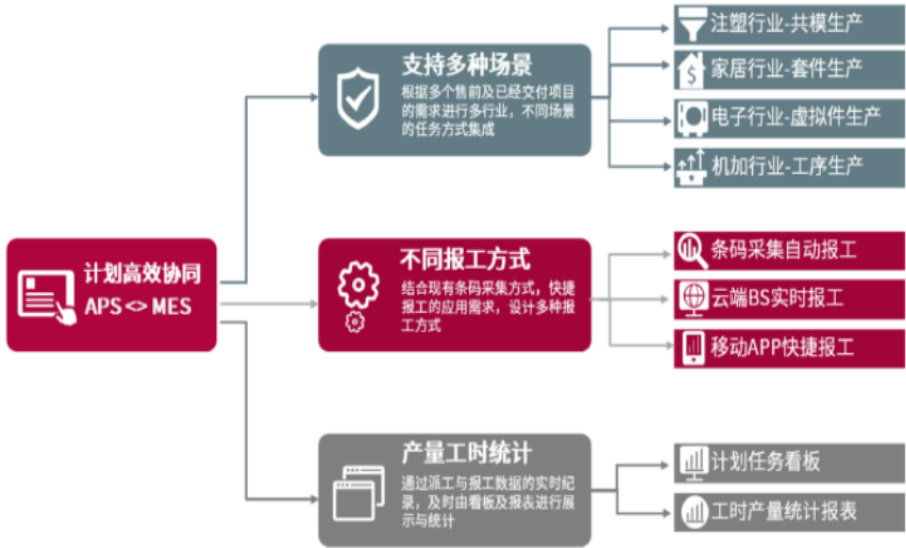 计划高效协同
APS <> MES
支持多种场景
根据多个售前及已经交付项目
的需求进行多行业，不同场景
的任务方式集成
注塑行业-共模生产
家居行业-套件生产
电子行业-虚拟件生产
机加行业-工序生产
不同报工方式
结合现有条码采集方式，快捷
报工的应用需求，设计多种报
工方式
条码采集自动报工
云端BS实时报工
移动APP快捷报工
产量工时统计
通过派工与报工数据的实时纪
录，及时由看板及报表进行展
示与统计
计划任务看板
工时产量统计报表